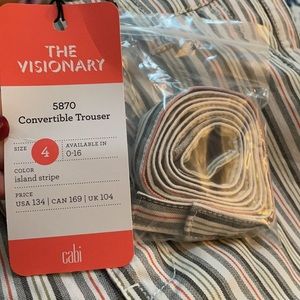 THE
VISIONARY
5870
Convertible Trouser
SIZE 4 AVAILABLE IN
0-16
COLOR
island stripe
PRICE
USA 134 | CAN 169 | UK 104
cabi